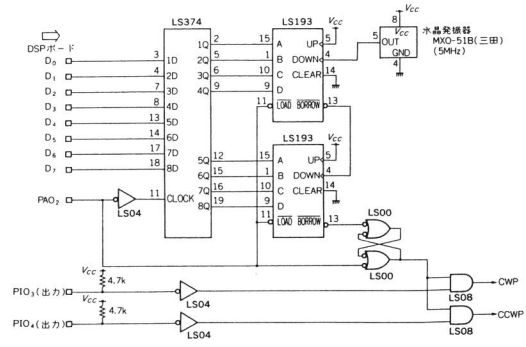 DSPボード
D₀
D₁
D₂
D₃
D₄
D₅
D₆
D₇
PAO₂
PIO₃(出力)
PIO₄(出力)
Vcc
4.7k
Vcc
4.7k
LS04
LS04
LS04
LS374
3 1D
4 2D
7 3D
8 4D
13 5D
14 6D
17 7D
18 8D
11 CLOCK
1Q 2
2Q 5
3Q 6
4Q 9
5Q 12
6Q 15
7Q 16
8Q 19
LS193
15 A
1 B
10 C
9 D
11 LOAD BORROW 13
UP 5
DOWN 4
CLEAR 14
Vcc
LS193
15 A
1 B
10 C
9 D
11 LOAD BORROW 13
UP 5
DOWN 4
CLEAR 14
Vcc
Vcc
8
Vcc
5 OUT
GND
4
水晶発振器
MXO-51B(三田)
(5MHz)
LS00
LS00
LS08
LS08
CWP
CCWP